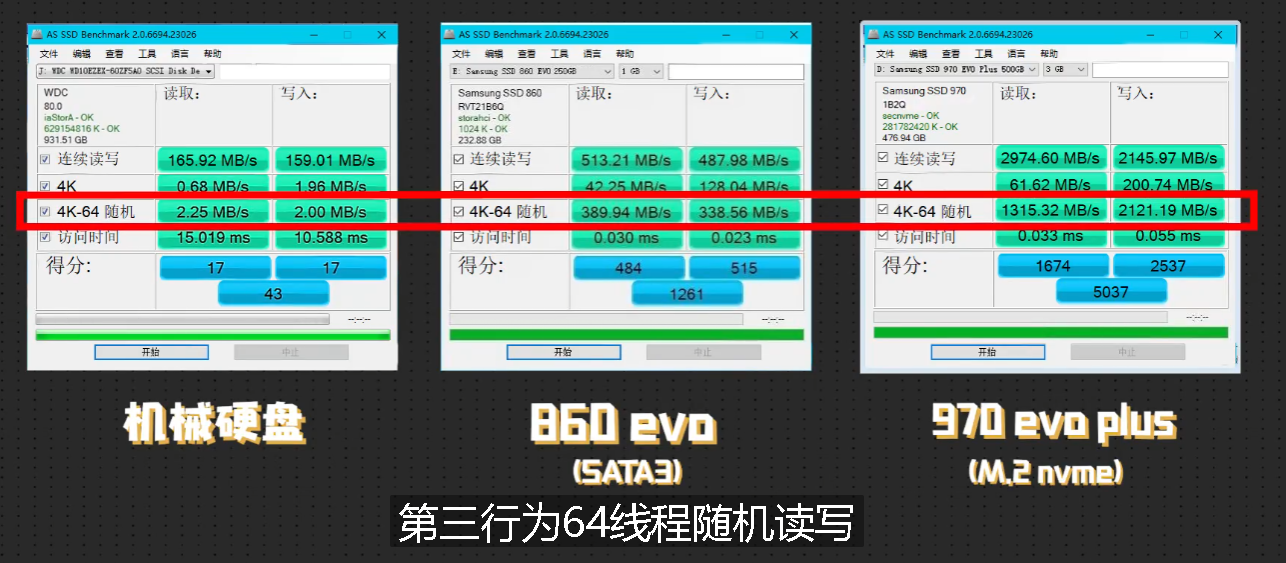 AS SSD Benchmark 2.0.6694.23026
文件 编辑 查看 工具 语言 帮助
J: WDC WD10EZEX-60ZF5A0 SCSI Disk De
WDC
80.0
iaStorA - OK
629154816 K - OK
931.51 GB
读取: 写入:
连续读写 165.92 MB/s 159.01 MB/s
4K 0.68 MB/s 1.96 MB/s
4K-64 随机 2.25 MB/s 2.00 MB/s
访问时间 15.019 ms 10.588 ms
得分: 17 17
43
--:--:--
开始 中止
机械硬盘
AS SSD Benchmark 2.0.6694.23026
文件 编辑 查看 工具 语言 帮助
E: Samsung SSD 860 EVO 250GB 1 GB
Samsung SSD 860
RVT21B6Q
storahci - OK
1024 K - OK
232.88 GB
读取: 写入:
连续读写 513.21 MB/s 487.98 MB/s
4K 42.25 MB/s 128.04 MB/s
4K-64 随机 389.94 MB/s 338.56 MB/s
访问时间 0.030 ms 0.023 ms
得分: 484 515
1261
--:--:--
开始 中止
860 evo
(SATA3)
AS SSD Benchmark 2.0.6694.23026
文件 编辑 查看 工具 语言 帮助
D: Samsung SSD 970 EVO Plus 500GB 3 GB
Samsung SSD 970
1B2Q
secnvme - OK
281782420 K - OK
476.94 GB
读取: 写入:
连续读写 2974.60 MB/s 2145.97 MB/s
4K 61.62 MB/s 200.74 MB/s
4K-64 随机 1315.32 MB/s 2121.19 MB/s
访问时间 0.033 ms 0.055 ms
得分: 1674 2537
5037
--:--:--
开始 中止
970 evo plus
(M.2 nvme)
第三行为64线程随机读写